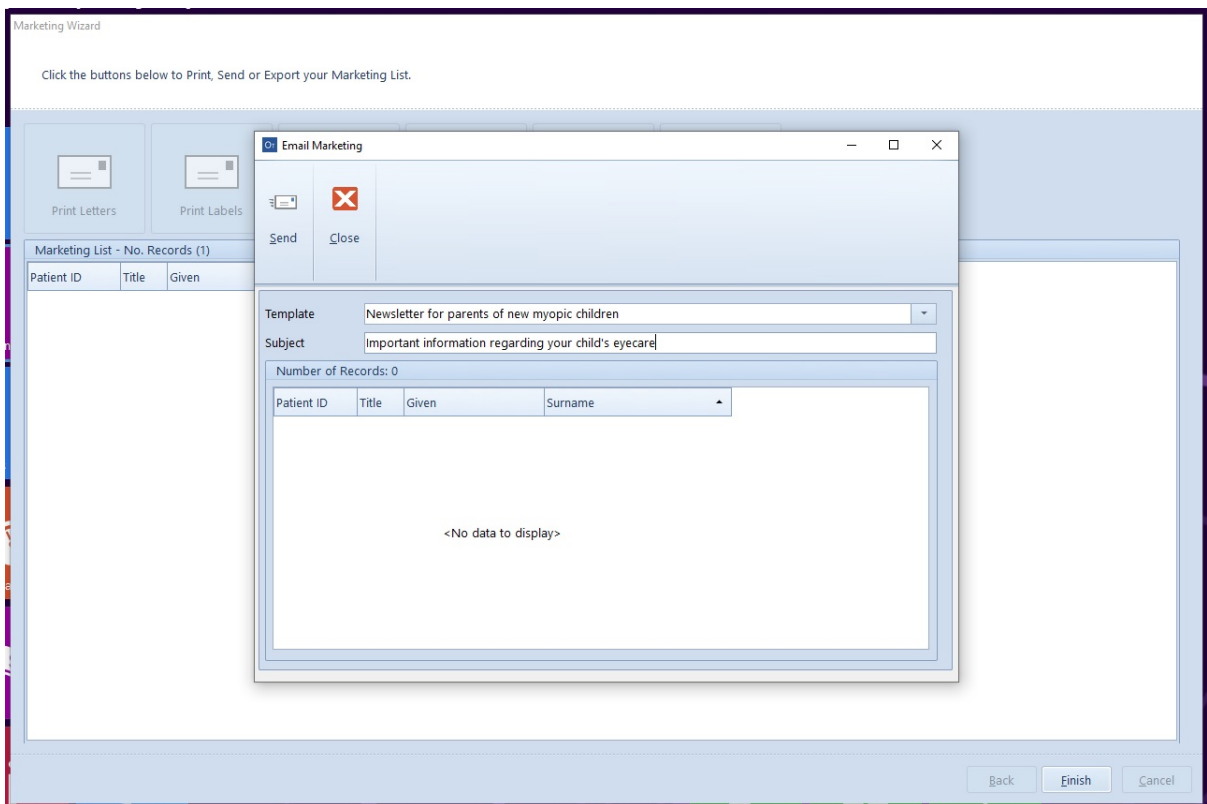 Marketing Wizard
Click the buttons below to Print, Send or Export your Marketing List.
Print Letters
Print Labels
Marketing List - No. Records (1)
Patient ID Title Given
Email Marketing
Send Close
Template Newsletter for parents of new myopic children
Subject Important information regarding your child's eyecare
Number of Records: 0
Patient ID Title Given Surname
<No data to display>
Back Finish Cancel